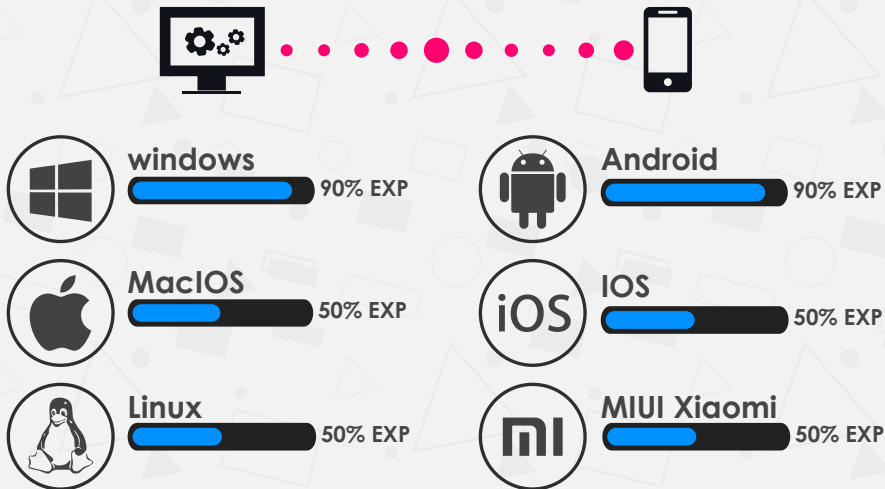 windows
90% EXP
Android
90% EXP
MacIOS
50% EXP
iOS
IOS
50% EXP
Linux
50% EXP
MI
MIUI Xiaomi
50% EXP